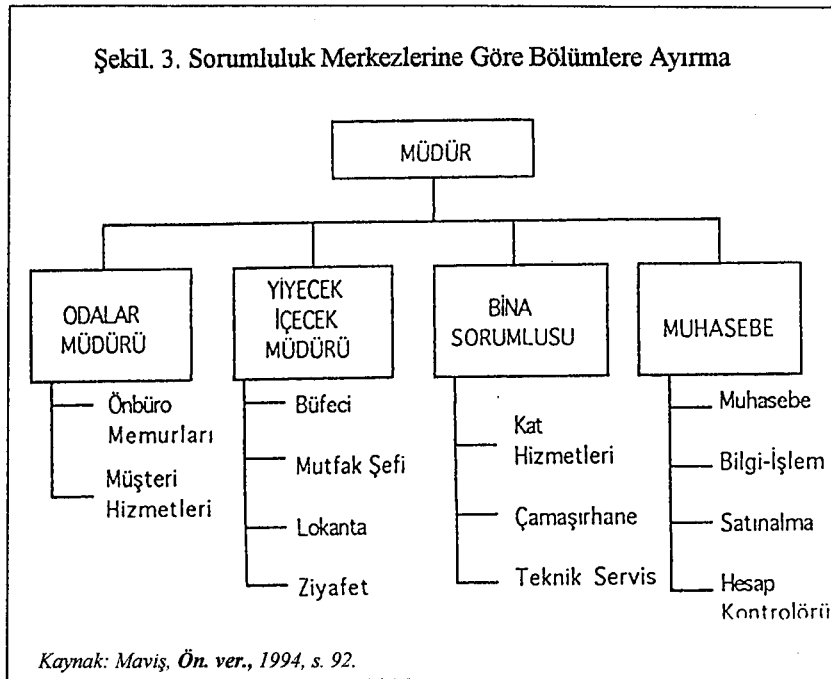 Şekil. 3. Sorumluluk Merkezlerine Göre Bölümlere Ayırma
MÜDÜR
ODALAR
MÜDÜRÜ
Önbüro
Memurları
Müşteri
Hizmetleri
YİYECEK
İÇECEK
MÜDÜRÜ
Büfeci
Mutfak Şefi
Lokanta
Ziyafet
BİNA
SORUMLUSU
Kat
Hizmetleri
Çamaşırhane
Teknik Servis
MUHASEBE
Muhasebe
Bilgi-İşlem
Satınalma
Hesap
Kontrolörü
Kaynak: Maviş, Ön. ver., 1994, s. 92.